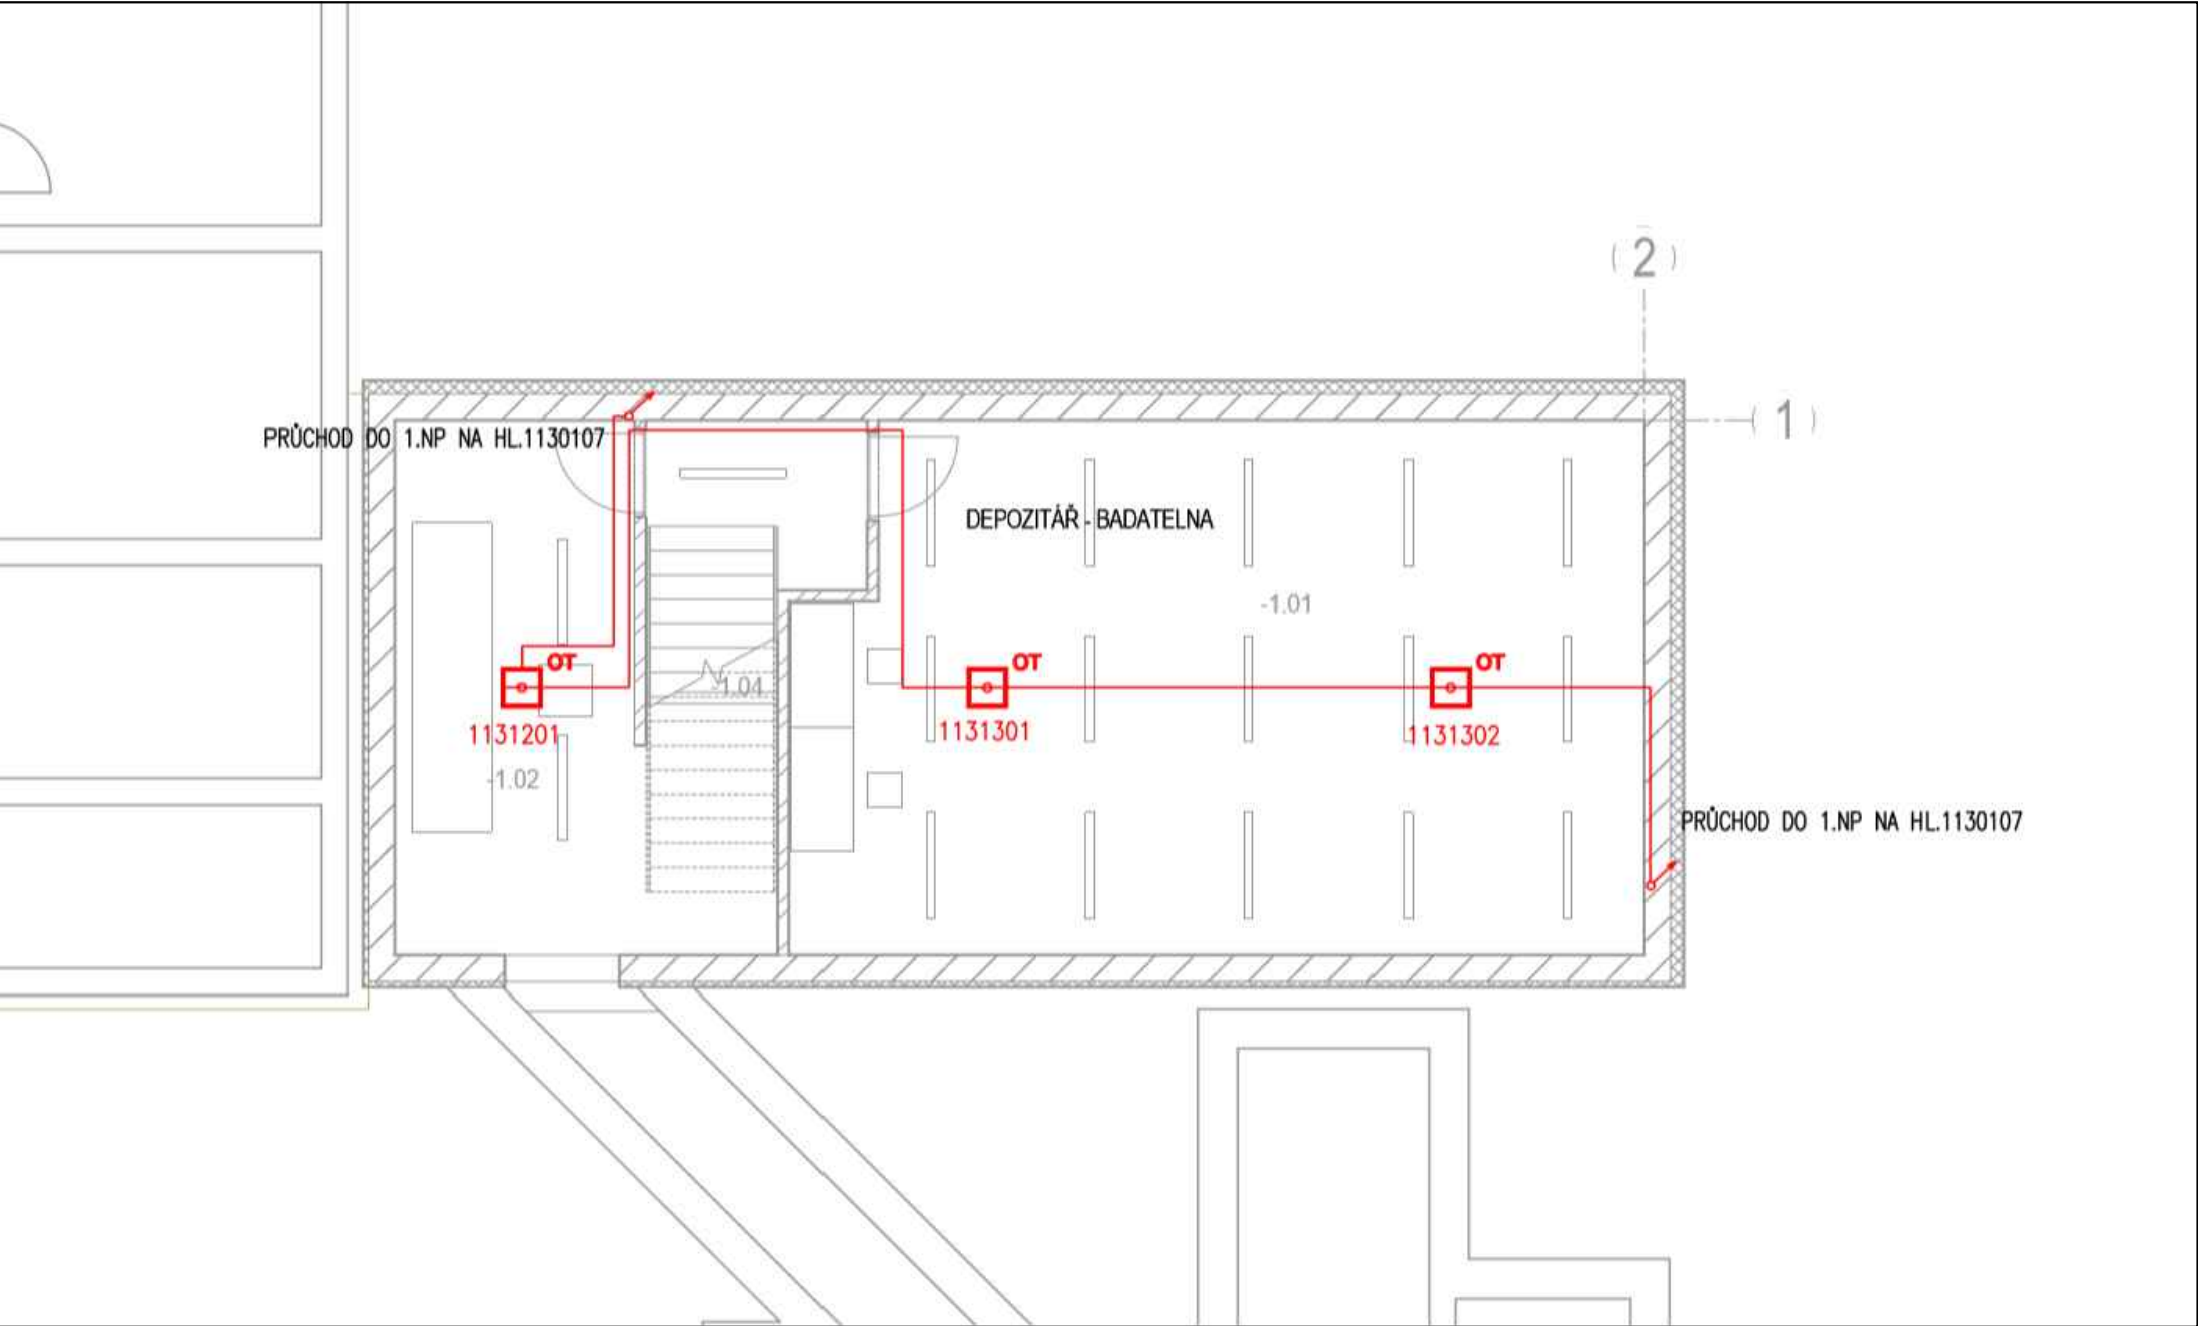 ( 2 )
( 1 )
PRŮCHOD DO 1.NP NA HL.1130107
DEPOZITÁŘ - BADATELNA
-1.01
OT
OT
OT
-1.04
1131201
1131301
1131302
-1.02
PRŮCHOD DO 1.NP NA HL.1130107